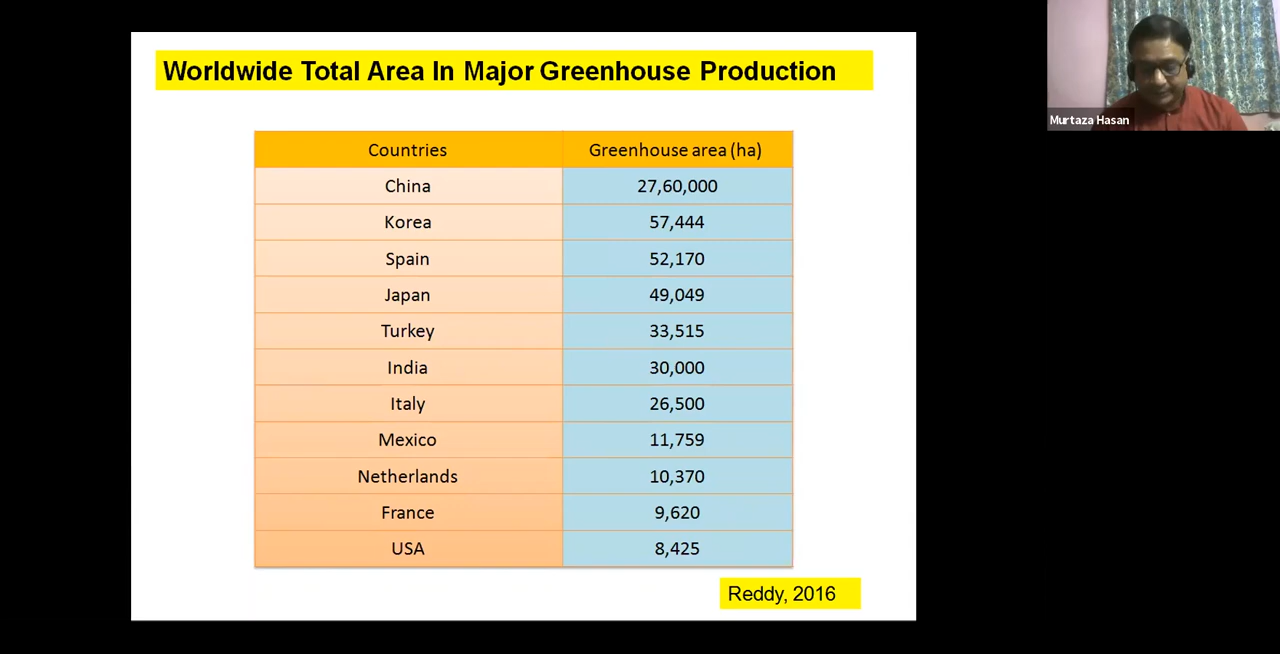 Worldwide Total Area In Major Greenhouse Production
Murtaza Hasan
Countries Greenhouse area (ha)
China 27,60,000
Korea 57,444
Spain 52,170
Japan 49,049
Turkey 33,515
India 30,000
Italy 26,500
Mexico 11,759
Netherlands 10,370
France 9,620
USA 8,425
Reddy, 2016